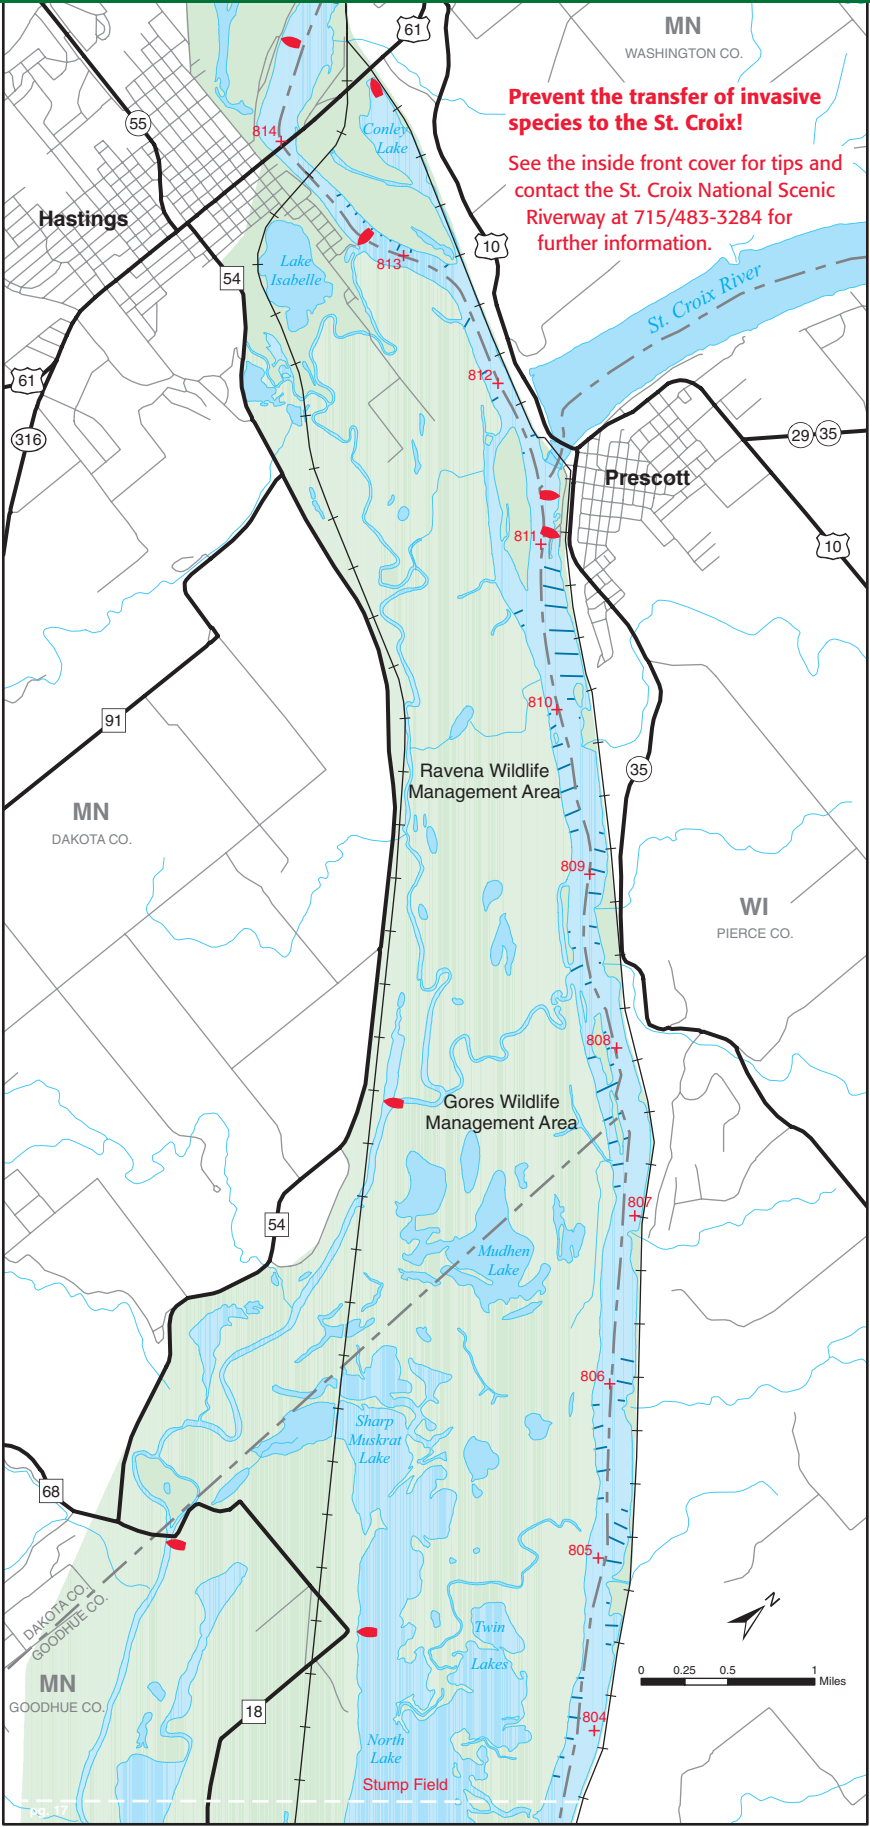 61
MN
WASHINGTON CO.
Prevent the transfer of invasive
species to the St. Croix!
See the inside front cover for tips and
contact the St. Croix National Scenic
Riverway at 715/483-3284 for
further information.
55
814
Conley
Lake
Hastings
10
54
Lake
Isabelle
813
St. Croix River
61
812
316
29
35
Prescott
811
10
810
91
Ravena Wildlife
Management Area
35
MN
DAKOTA CO.
809
WI
PIERCE CO.
808
Gores Wildlife
Management Area
807
54
Mudhen
Lake
806
Sharp
Muskrat
Lake
68
805
DAKOTA CO.
GOODHUE CO.
N
Twin
Lakes
0 0.25 0.5 1
Miles
MN
GOODHUE CO.
18
804
North
Lake
Stump Field
pg. 17